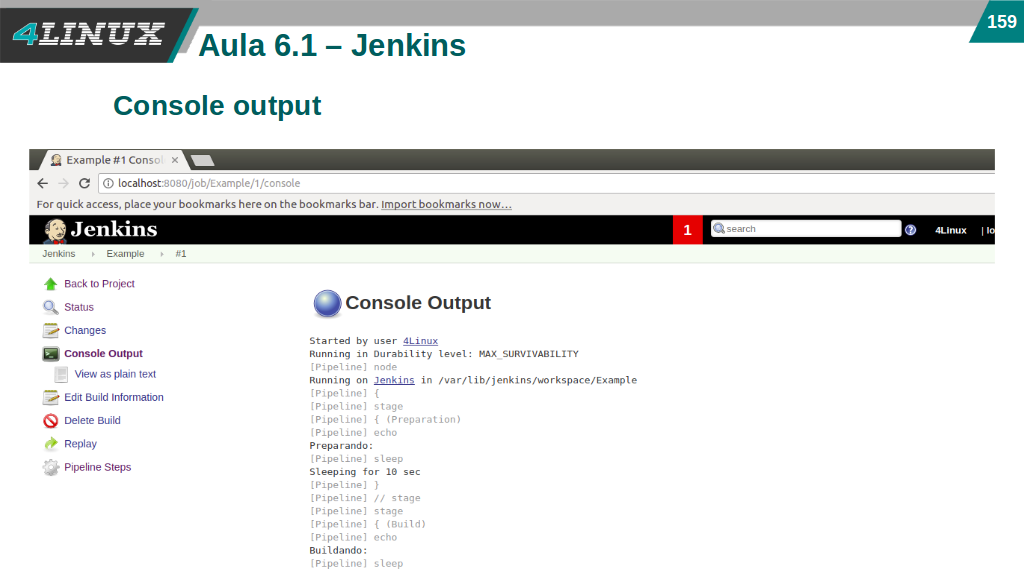 4LINUX
159
Aula 6.1 – Jenkins
Console output
Example #1 Consol
localhost:8080/job/Example/1/console
For quick access, place your bookmarks here on the bookmarks bar. Import bookmarks now...
Jenkins
1
search
4Linux
| lo
Jenkins Example #1
Back to Project
Status
Changes
Console Output
View as plain text
Edit Build Information
Delete Build
Replay
Pipeline Steps
Console Output
Started by user 4Linux
Running in Durability level: MAX_SURVIVABILITY
[Pipeline] node
Running on Jenkins in /var/lib/jenkins/workspace/Example
[Pipeline] {
[Pipeline] stage
[Pipeline] { (Preparation)
[Pipeline] echo
Preparando:
[Pipeline] sleep
Sleeping for 10 sec
[Pipeline] }
[Pipeline] // stage
[Pipeline] stage
[Pipeline] { (Build)
[Pipeline] echo
Buildando:
[Pipeline] sleep